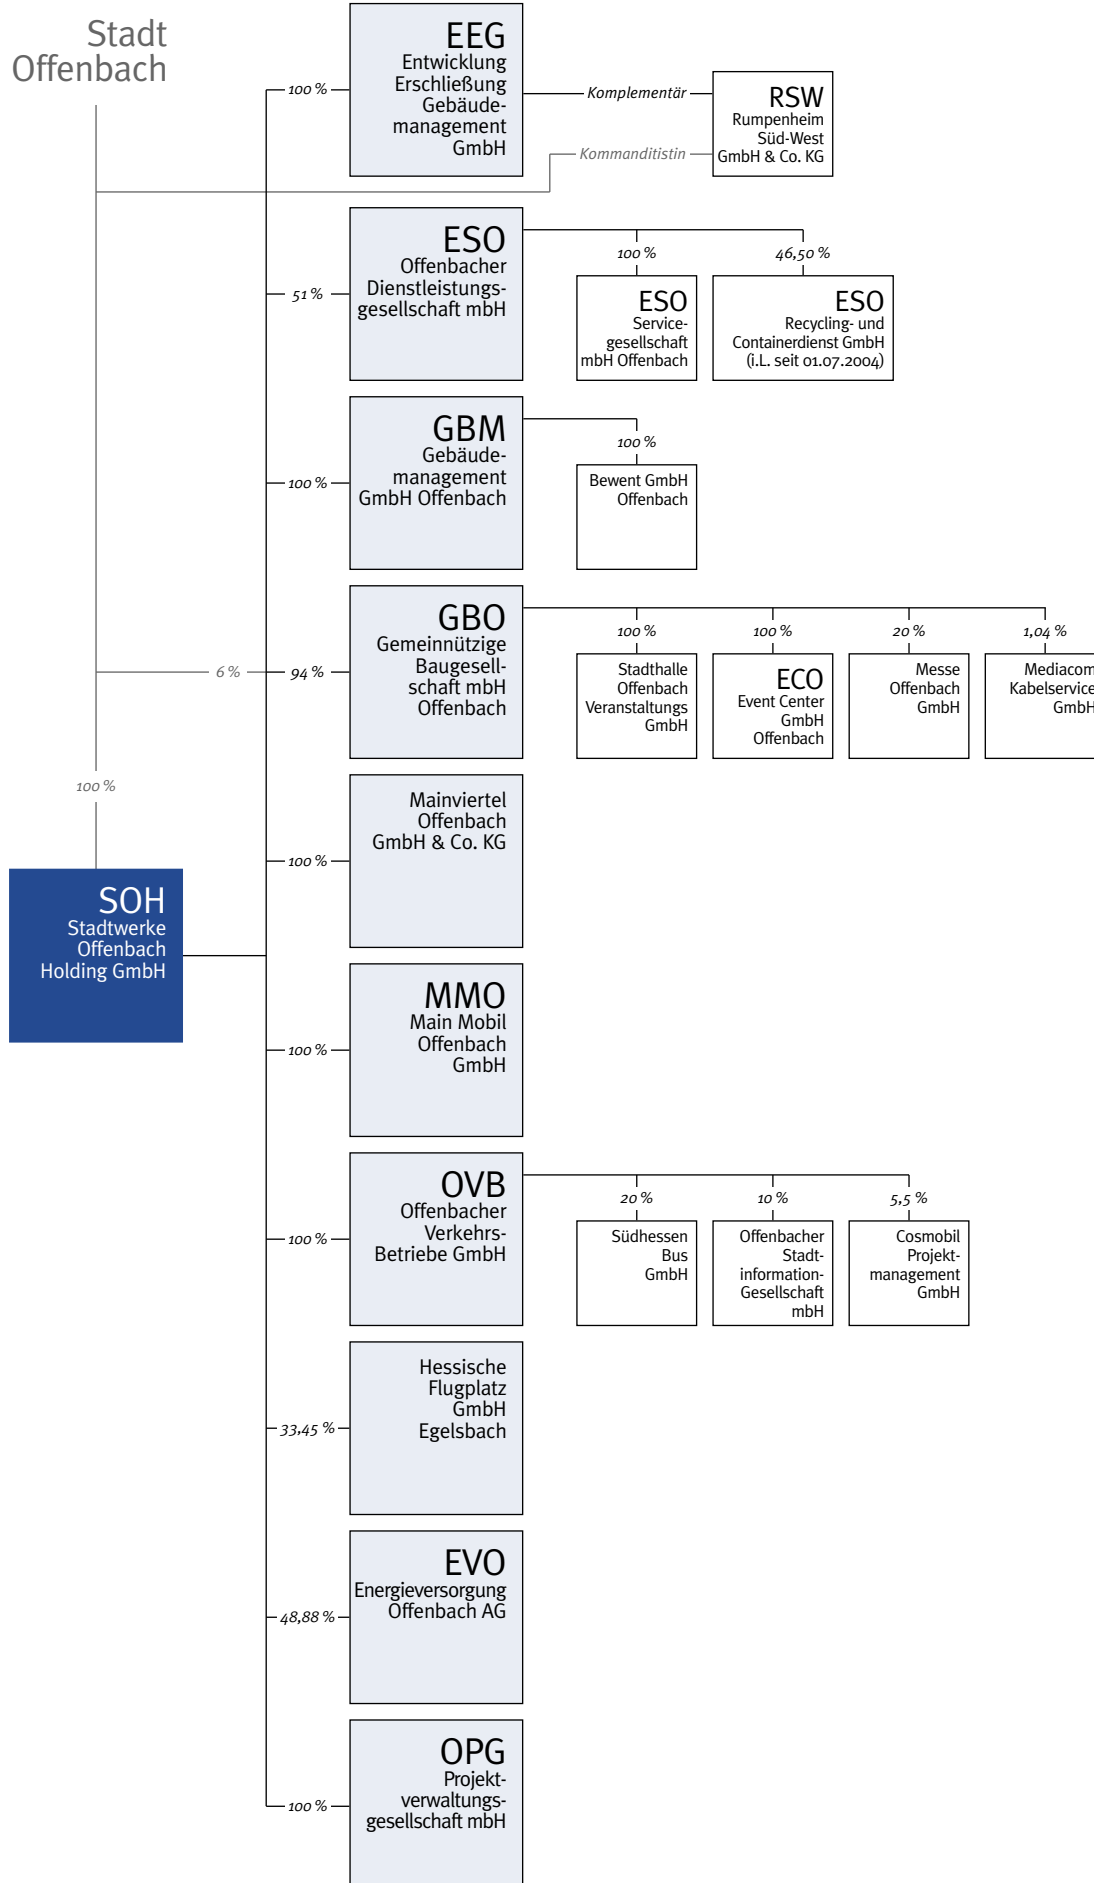 Stadt
Offenbach
100 %
EEG
Entwicklung
Erschließung
Gebäude-
management
GmbH
Komplementär
Kommanditistin
RSW
Rumpenheim
Süd-West
GmbH & Co. KG
51 %
ESO
Offenbacher
Dienstleistungs-
gesellschaft mbH
100 %
ESO
Service-
gesellschaft
mbH Offenbach
46,50 %
ESO
Recycling- und
Containerdienst GmbH
(i.L. seit 01.07.2004)
100 %
GBM
Gebäude-
management
GmbH Offenbach
100 %
Bewent GmbH
Offenbach
6 %
94 %
GBO
Gemeinnützige
Baugesell-
schaft mbH
Offenbach
100 %
Stadthalle
Offenbach
Veranstaltungs
GmbH
100 %
ECO
Event Center
GmbH
Offenbach
20 %
Messe
Offenbach
GmbH
1,04 %
Mediacom
Kabelservice
GmbH
100 %
SOH
Stadtwerke
Offenbach
Holding GmbH
100 %
Mainviertel
Offenbach
GmbH & Co. KG
100 %
MMO
Main Mobil
Offenbach
GmbH
100 %
OVB
Offenbacher
Verkehrs-
Betriebe GmbH
20 %
Südhessen
Bus
GmbH
10 %
Offenbacher
Stadt-
information-
Gesellschaft
mbH
5,5 %
Cosmobil
Projekt-
management
GmbH
33,45 %
Hessische
Flugplatz
GmbH
Egelsbach
48,88 %
EVO
Energieversorgung
Offenbach AG
100 %
OPG
Projekt-
verwaltungs-
gesellschaft mbH